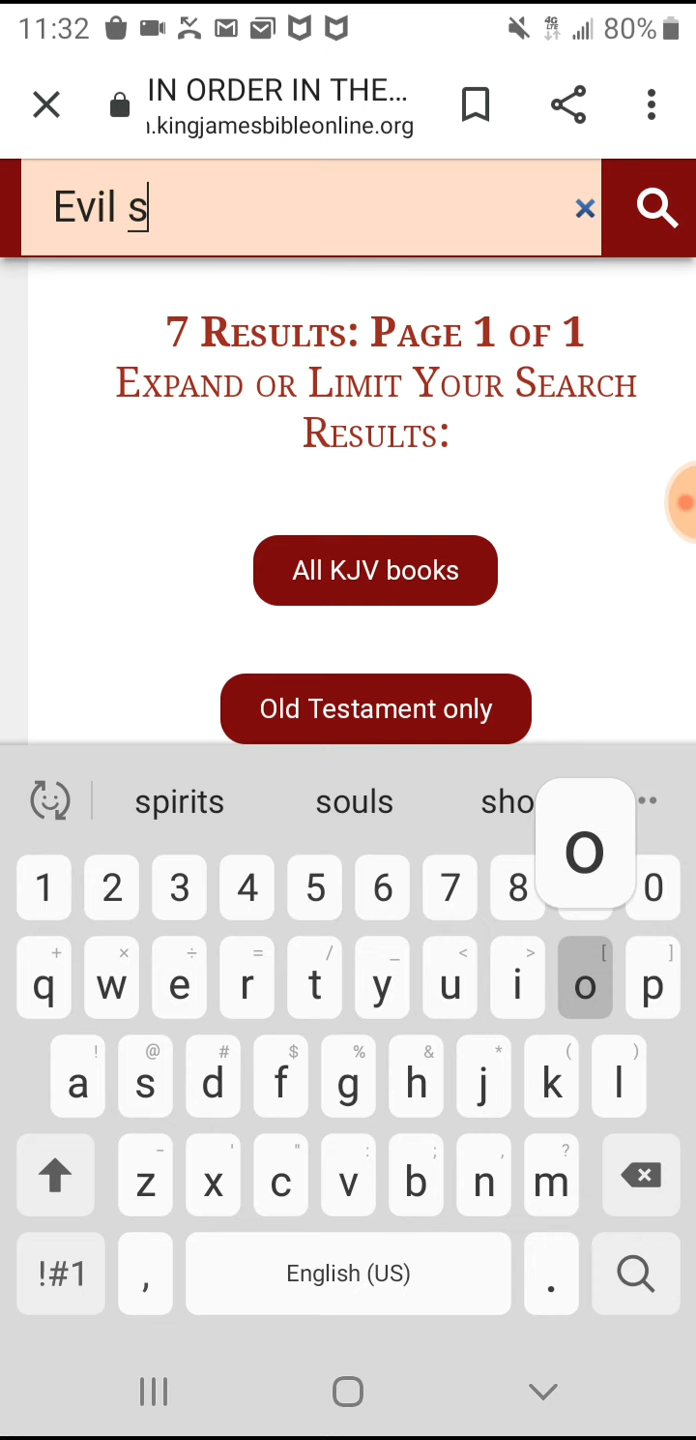 11:32
4G LTE 80%
IN ORDER IN THE...
.kingjamesbibleonline.org
Evil s
7 RESULTS: PAGE 1 OF 1
EXPAND OR LIMIT YOUR SEARCH
RESULTS:
All KJV books
Old Testament only
spirits souls sho
o
1 2 3 4 5 6 7 8 0
+ × ÷ = / _ < > [ ]
q w e r t y u i o p
! @ # $ % & * ( )
a s d f g h j k l
- ' " : ; , ?
z x c v b n m
!#1 , English (US) .